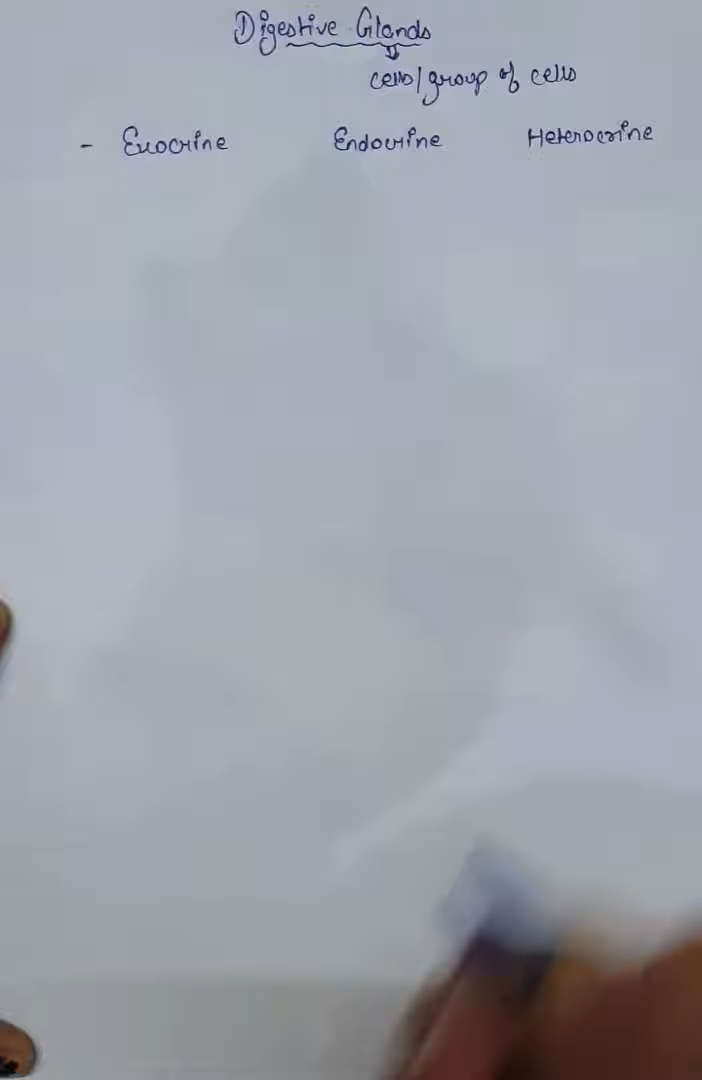 Digestive Glands
cells/group of cells
- Exocrine Endocrine Heterocrine